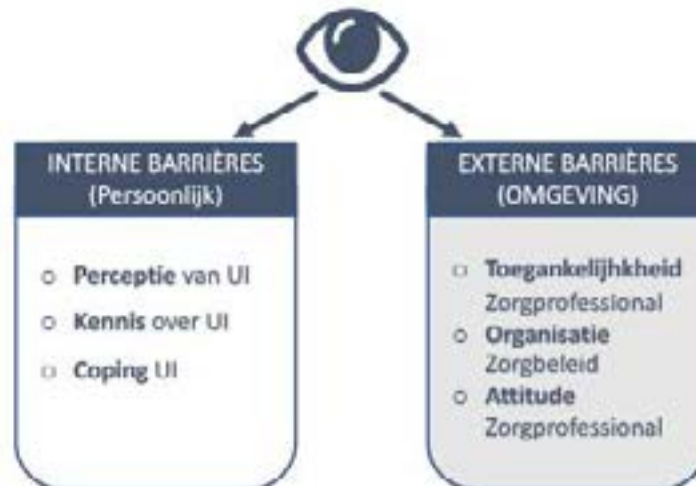 INTERNE BARRIÈRES
(Persoonlijk)
○ Perceptie van UI
○ Kennis over UI
○ Coping UI
EXTERNE BARRIÈRES
(OMGEVING)
○ Toegankelijhkheid
Zorgprofessional
○ Organisatie
Zorgbeleid
○ Attitude
Zorgprofessional